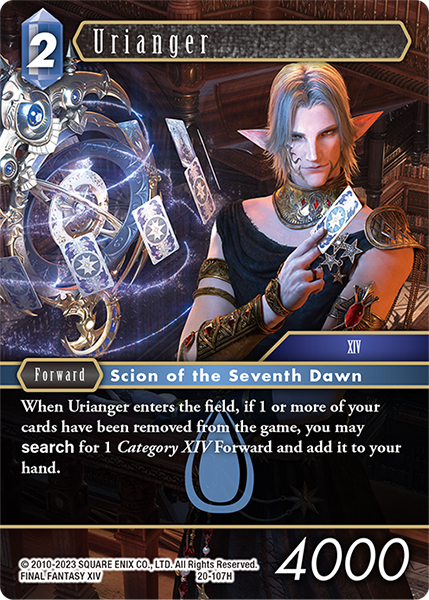 2
Urianger
XIV
Forward
Scion of the Seventh Dawn
When Urianger enters the field, if 1 or more of your
cards have been removed from the game, you may
search for 1 Category XIV Forward and add it to your
hand.
© 2010-2023 SQUARE ENIX CO., LTD. All Rights Reserved.
FINAL FANTASY XIV
20-107H
4000